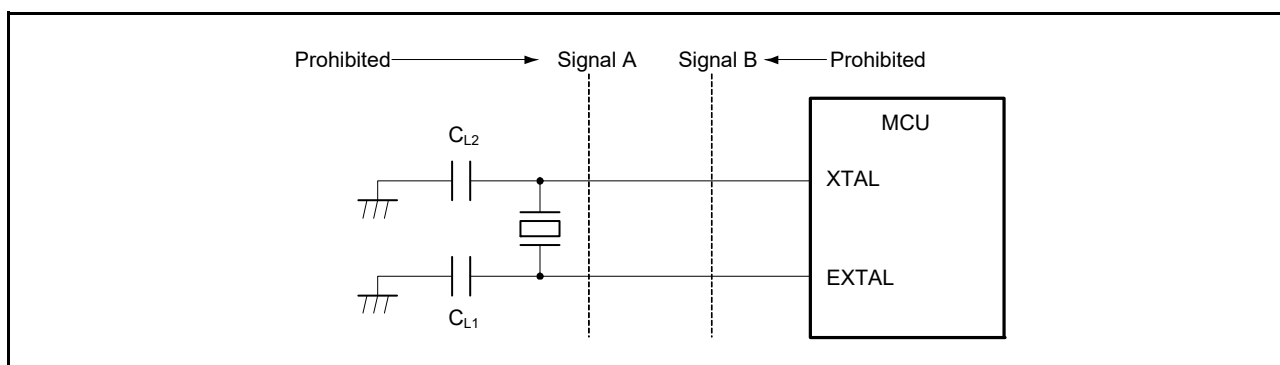 Prohibited Signal A Signal B Prohibited
MCU
CL2
XTAL
EXTAL
CL1